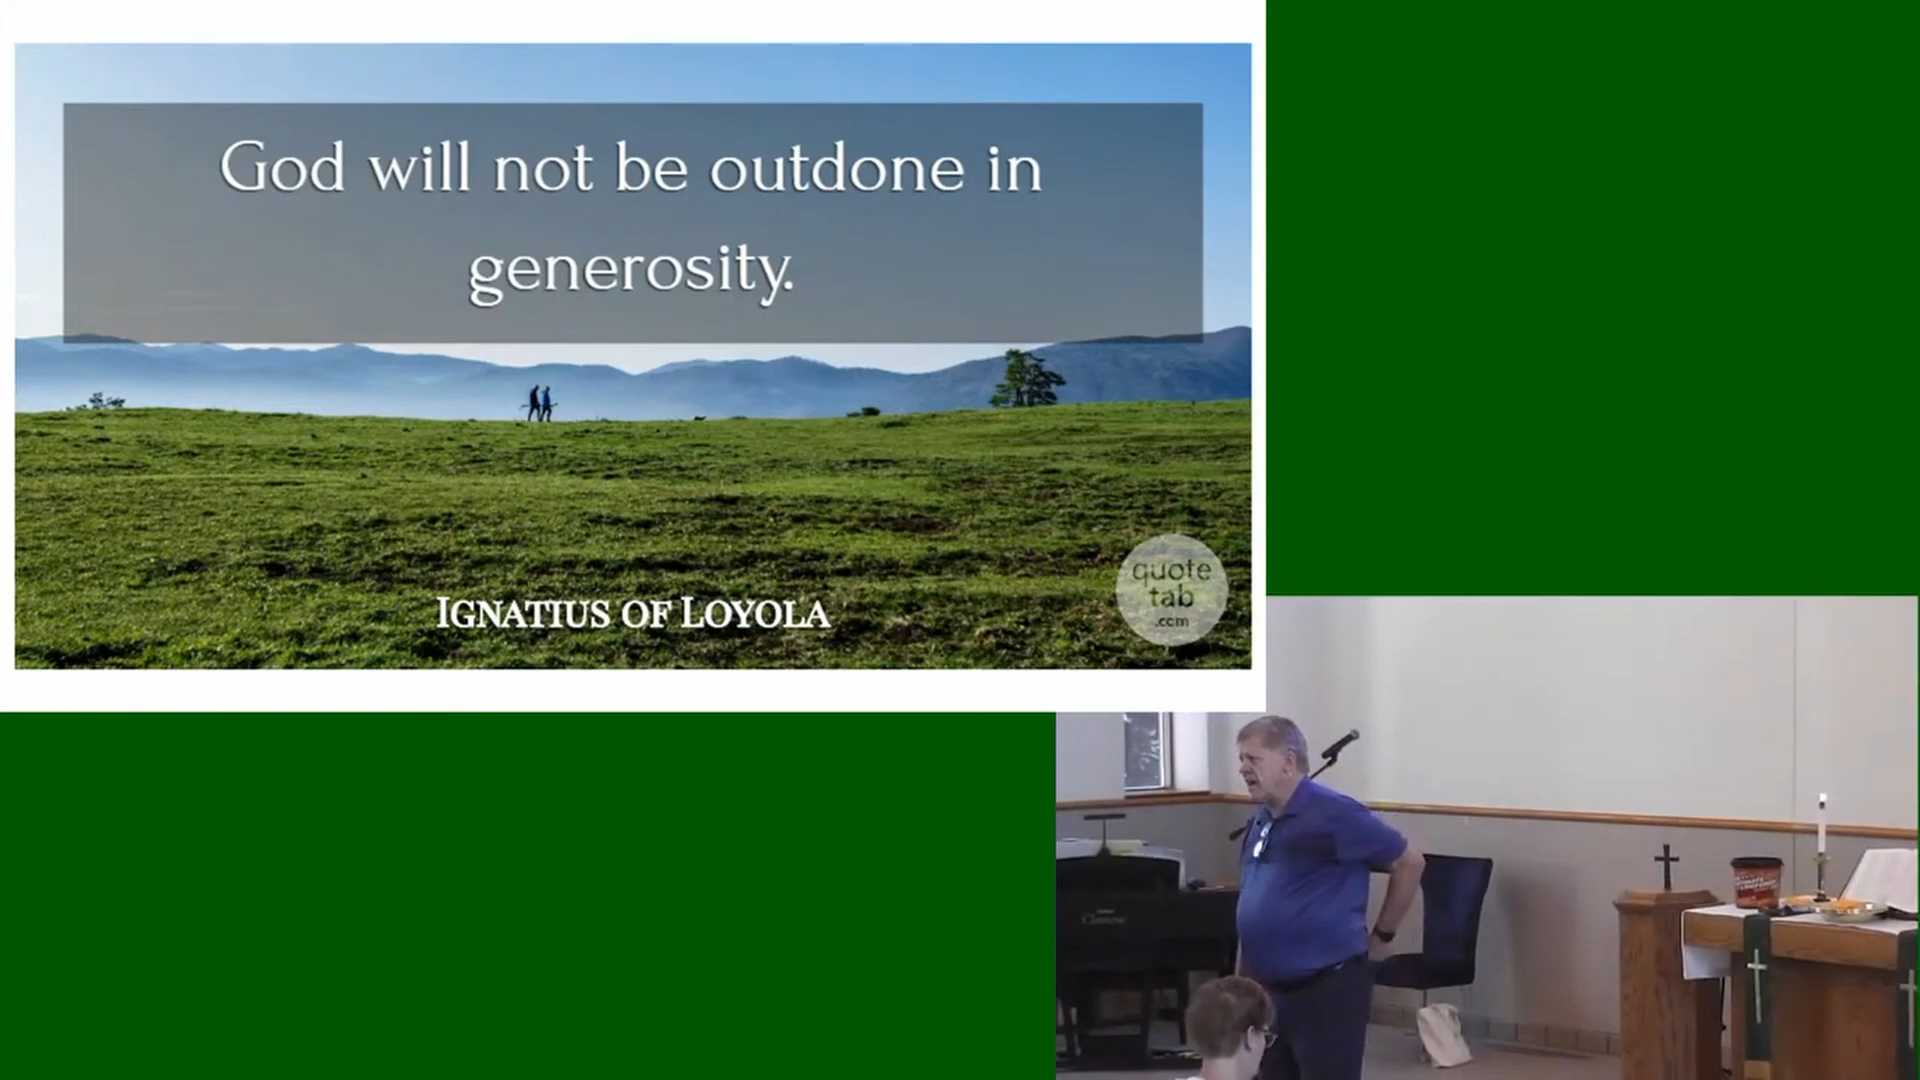 God will not be outdone in
generosity.
IGNATIUS OF LOYOLA
quote
tab
.com